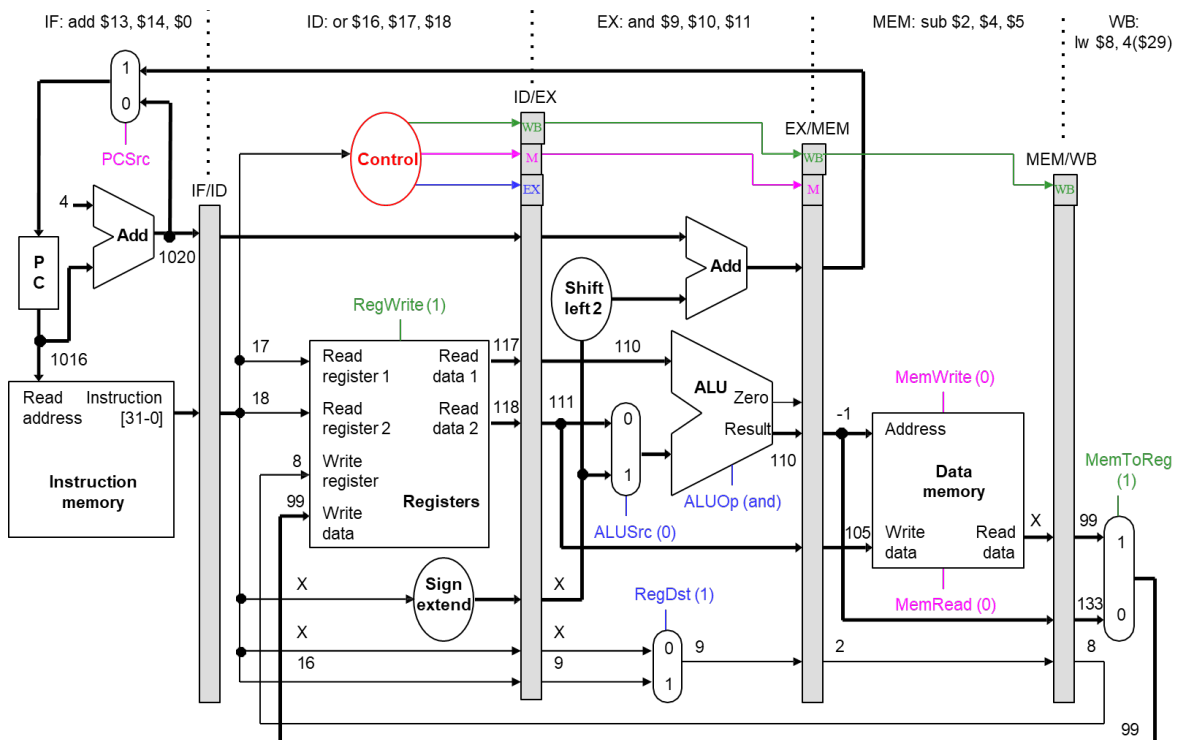 IF: add $13, $14, $0
ID: or $16, $17, $18
EX: and $9, $10, $11
MEM: sub $2, $4, $5
WB:
lw $8, 4($29)
1
0
PCSrc
ID/EX
WB
M
EX
Control
EX/MEM
WB
M
MEM/WB
WB
IF/ID
4
Add
1020
P
C
1016
Shift
left 2
Add
RegWrite (1)
17
18
8
99
Read
register 1
Read
data 1
Read
register 2
Read
data 2
Write
register
Write
data
Registers
117
118
110
111
0
1
ALUSrc (0)
ALU
Zero
Result
110
ALUOp (and)
-1
105
MemWrite (0)
Address
Data
memory
Write
data
Read
data
MemRead (0)
X
99
133
MemToReg
(1)
1
0
Read
address
Instruction
[31-0]
Instruction
memory
X
Sign
extend
X
RegDst (1)
X
X
0
1
16
9
9
2
8
99